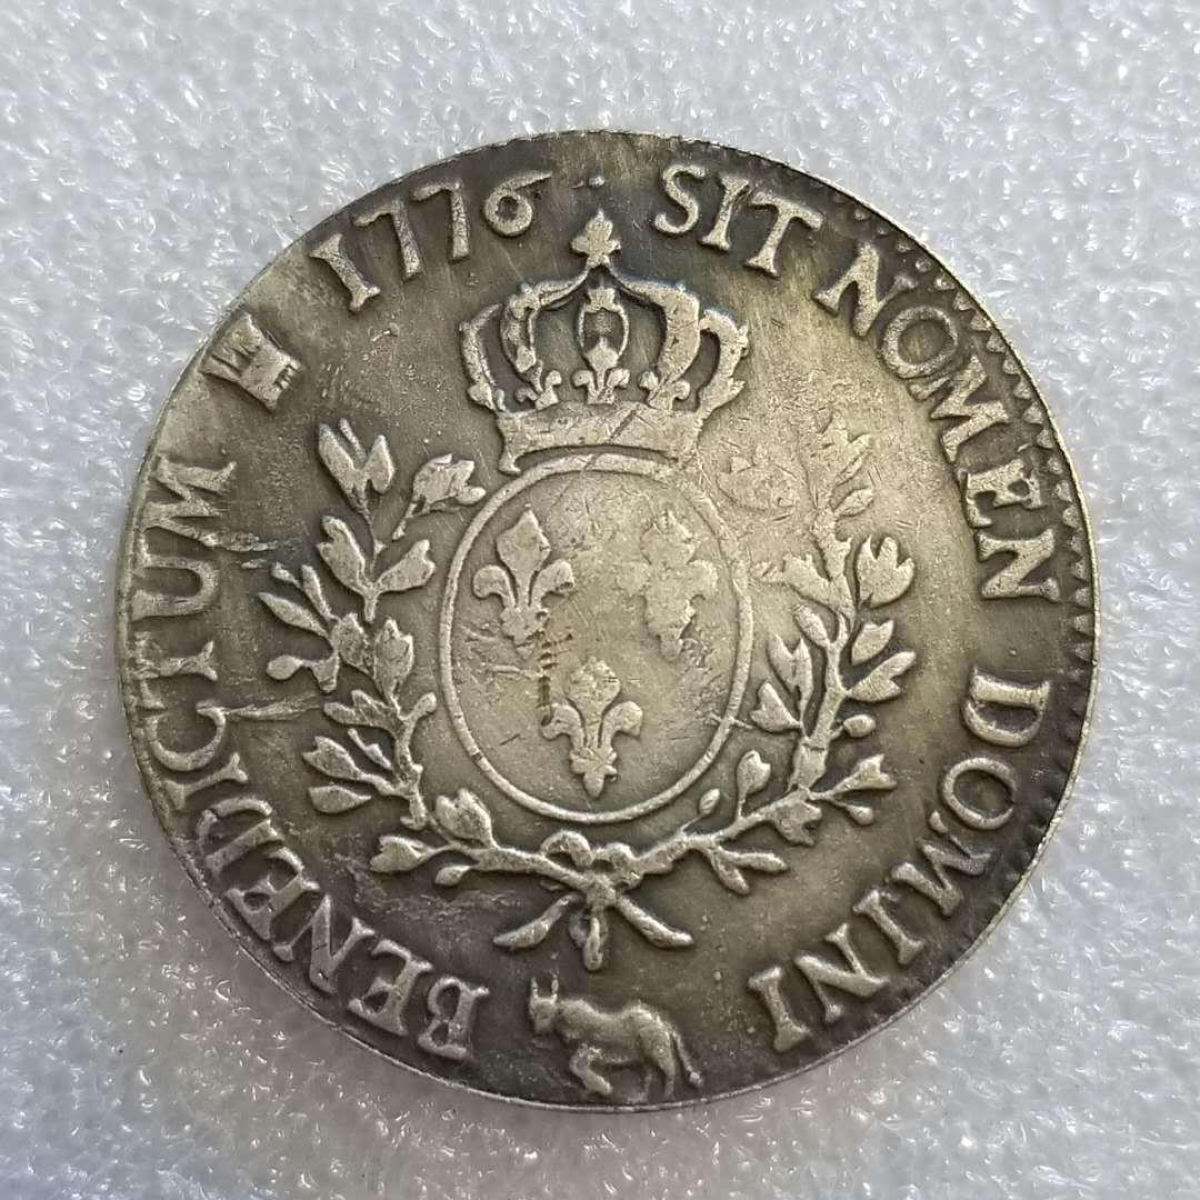 SIT NOMEN DOMINI
BENEDICTUM
1776